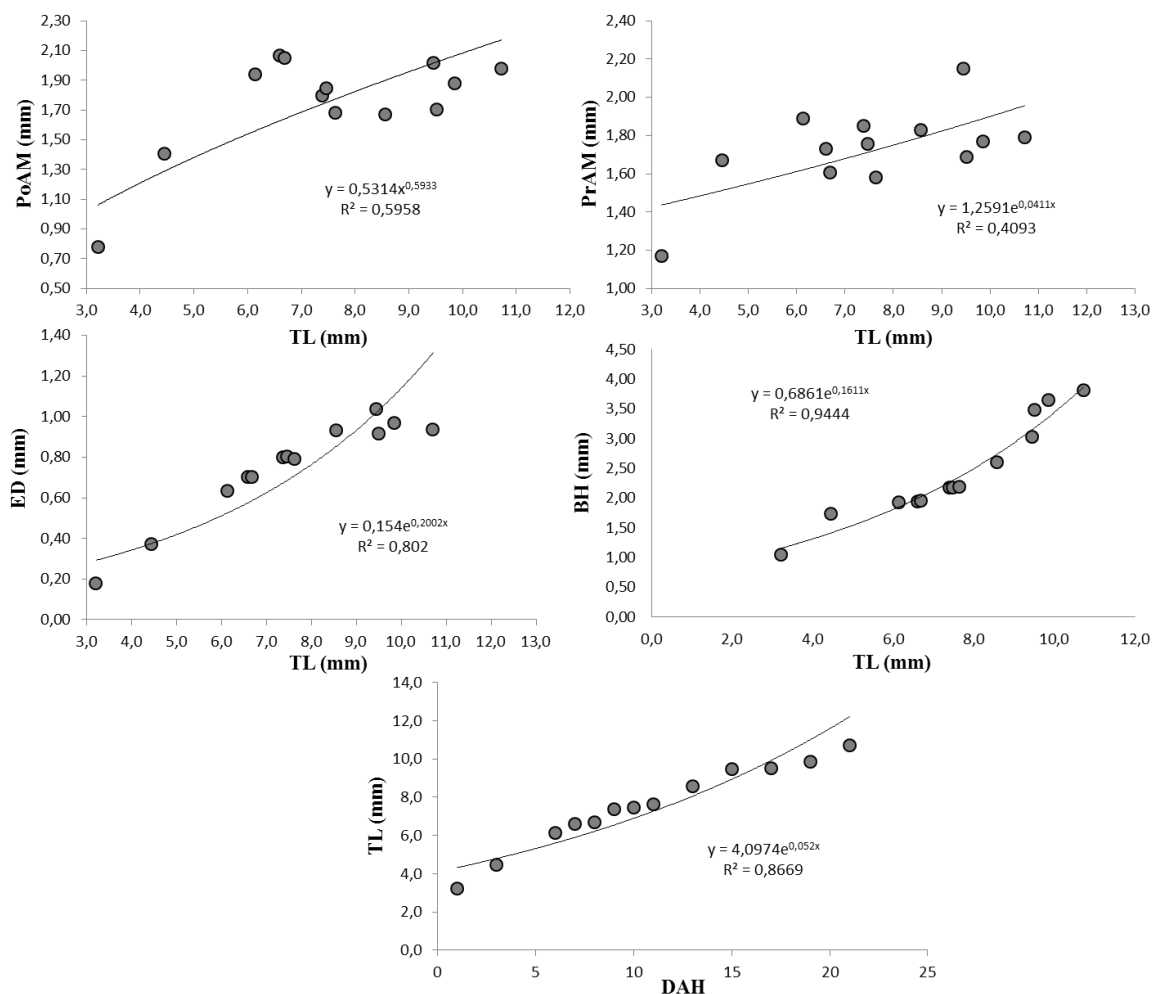 PoAM (mm)
2,30
2,10
1,90
1,70
1,50
1,30
1,10
0,90
0,70
0,50
y = 0,5314x^0,5933
R² = 0,5958
3,0 4,0 5,0 6,0 7,0 8,0 9,0 10,0 11,0 12,0
TL (mm)
PrAM (mm)
2,40
2,20
2,00
1,80
1,60
1,40
1,20
1,00
y = 1,2591e^0,0411x
R² = 0,4093
3,0 4,0 5,0 6,0 7,0 8,0 9,0 10,0 11,0 12,0 13,0
TL (mm)
ED (mm)
1,40
1,20
1,00
0,80
0,60
0,40
0,20
0,00
y = 0,154e^0,2002x
R² = 0,802
3,0 4,0 5,0 6,0 7,0 8,0 9,0 10,0 11,0 12,0 13,0
TL (mm)
BH (mm)
4,50
4,00
3,50
3,00
2,50
2,00
1,50
1,00
0,50
0,00
y = 0,6861e^0,1611x
R² = 0,9444
0,0 2,0 4,0 6,0 8,0 10,0 12,0
TL (mm)
TL (mm)
14,0
12,0
10,0
8,0
6,0
4,0
2,0
0,0
y = 4,0974e^0,052x
R² = 0,8669
0 5 10 15 20 25
DAH